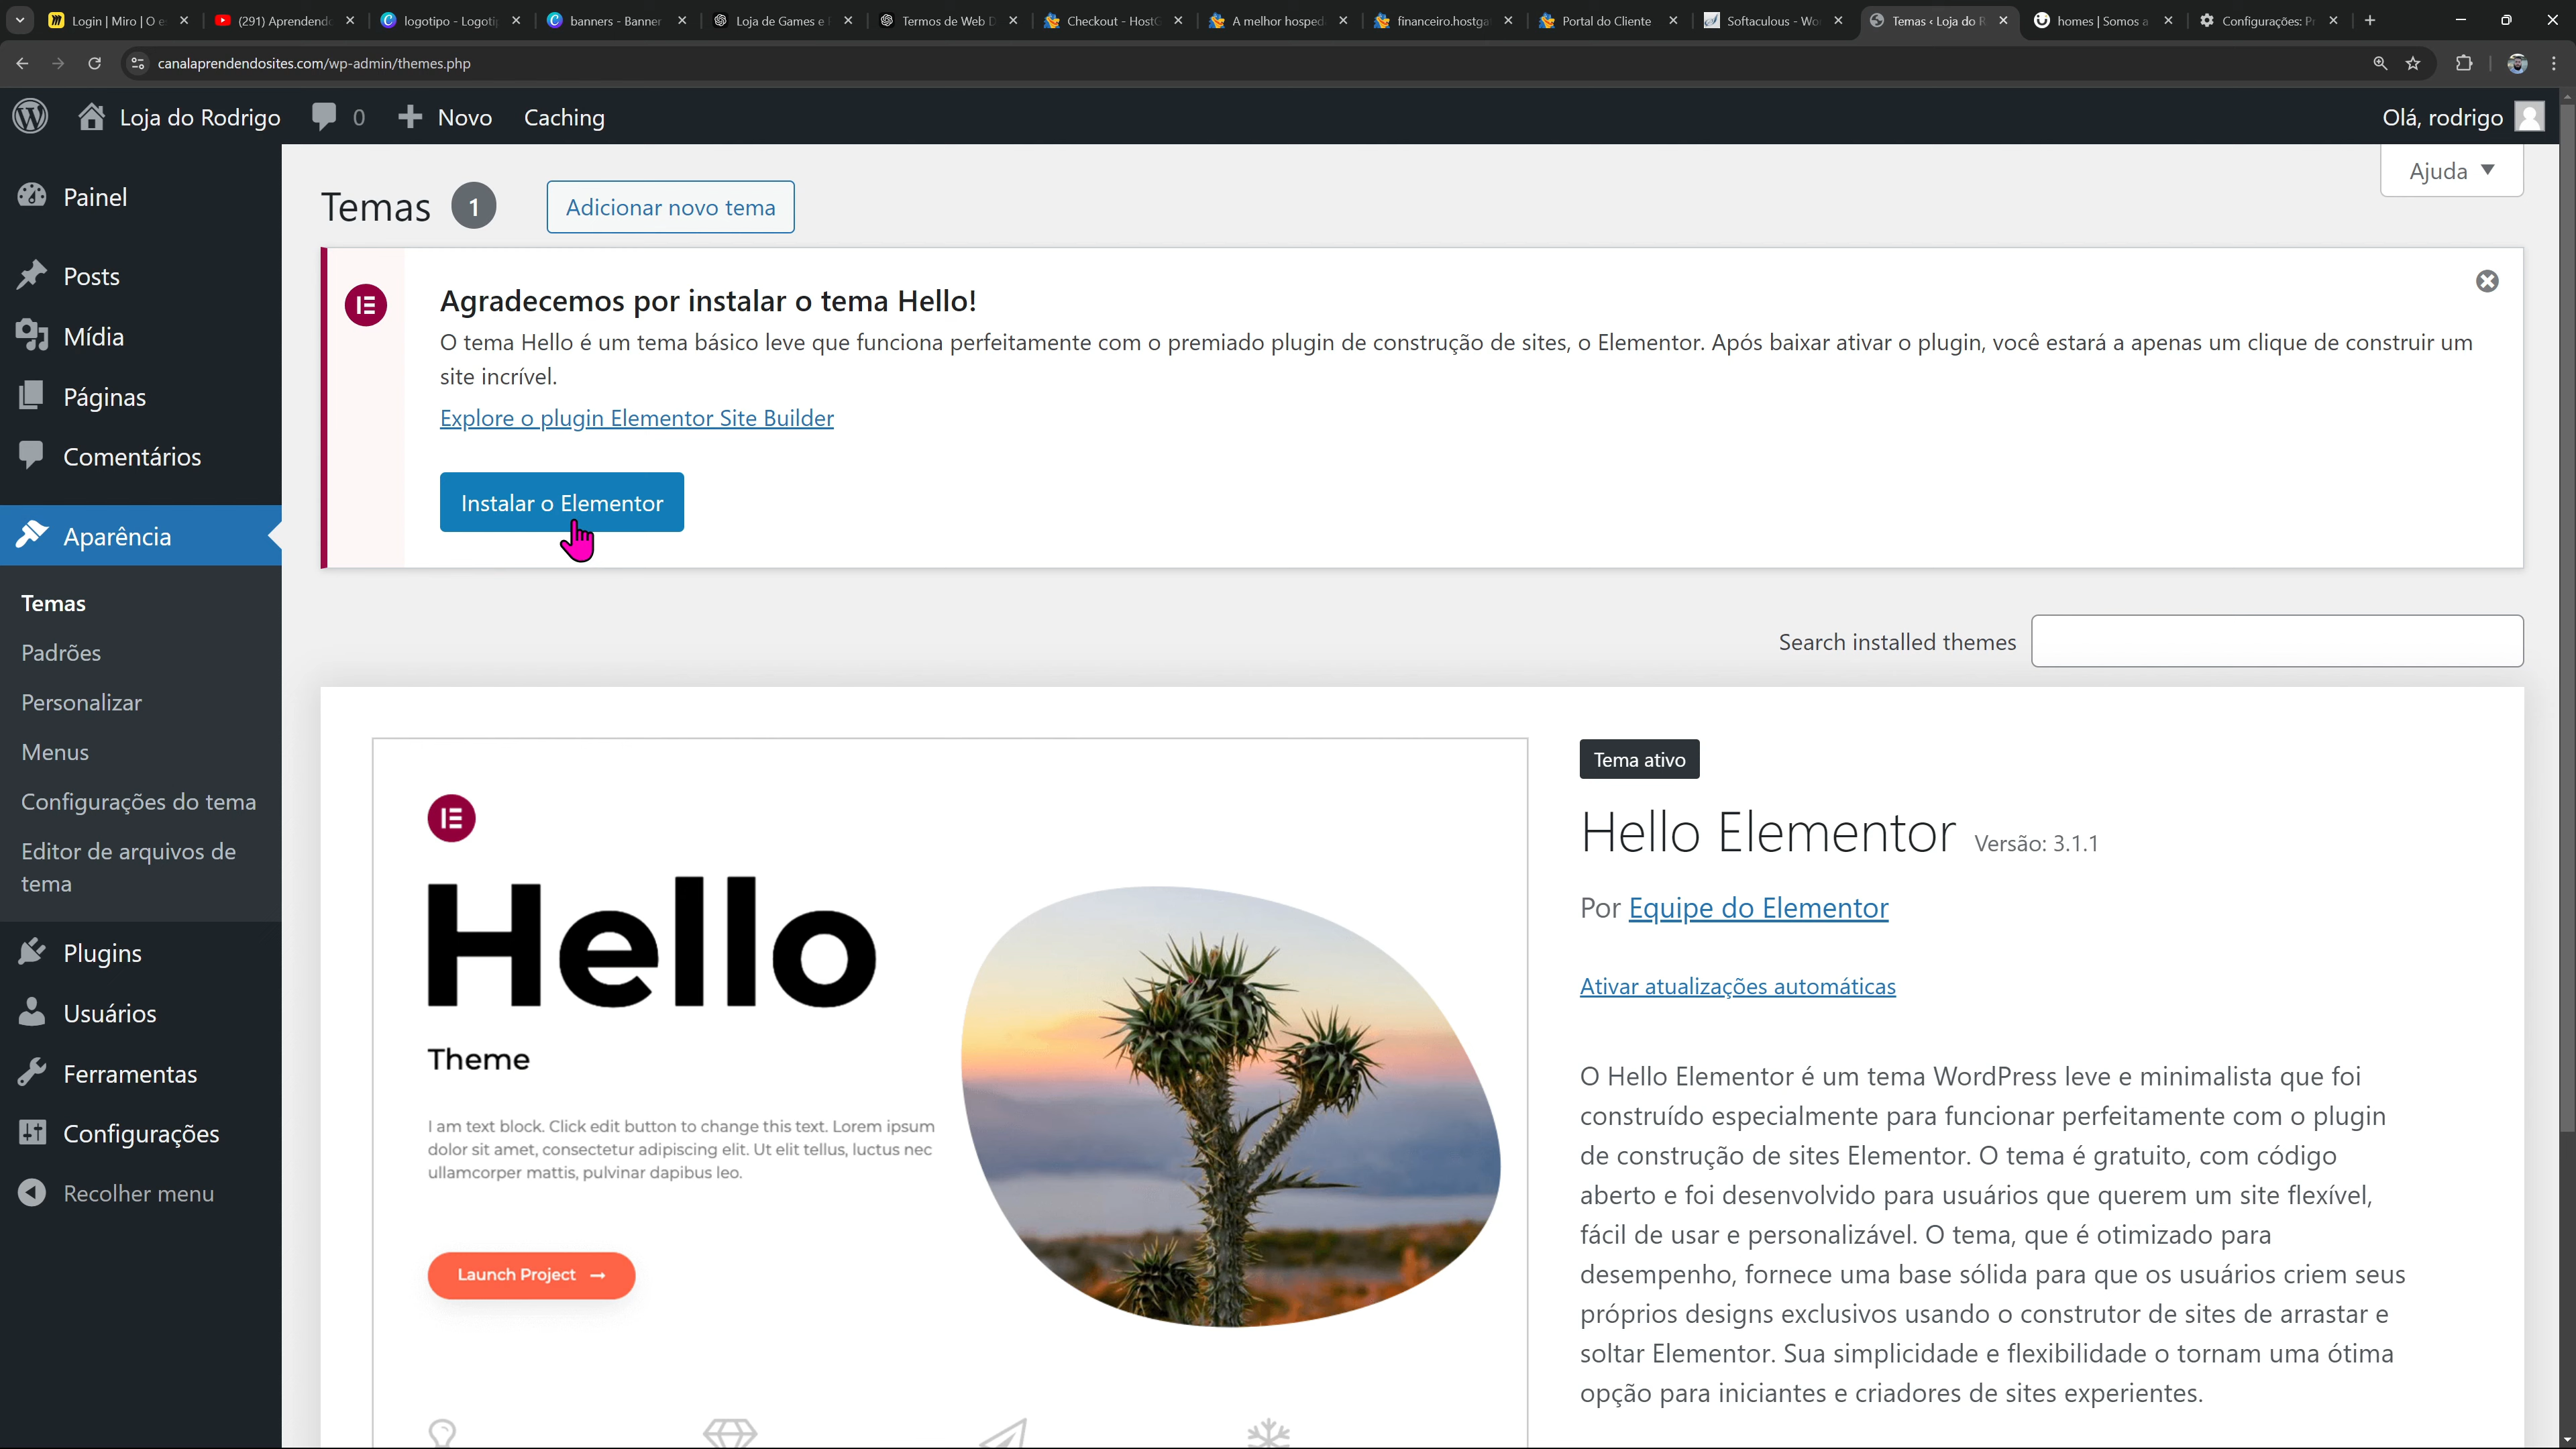 Login | Miro | O e
(291) Aprendend
logotipo - Logoti
banners - Banner
Loja de Games e
Termos de Web D
Checkout - HostG
A melhor hosped
financeiro.hostga
Portal do Cliente
Softaculous - Wo
Temas ‹ Loja do R
homes | Somos a
Configurações: Pr
canalaprendendosites.com/wp-admin/themes.php
Loja do Rodrigo
0
Novo
Caching
Olá, rodrigo
Painel
Posts
Mídia
Páginas
Comentários
Aparência
Temas
Padrões
Personalizar
Menus
Configurações do tema
Editor de arquivos de
tema
Plugins
Usuários
Ferramentas
Configurações
Recolher menu
Ajuda
Temas 1
Adicionar novo tema
Agradecemos por instalar o tema Hello!
O tema Hello é um tema básico leve que funciona perfeitamente com o premiado plugin de construção de sites, o Elementor. Após baixar ativar o plugin, você estará a apenas um clique de construir um
site incrível.
Explore o plugin Elementor Site Builder
Instalar o Elementor
Search installed themes
Hello
Theme
I am text block. Click edit button to change this text. Lorem ipsum
dolor sit amet, consectetur adipiscing elit. Ut elit tellus, luctus nec
ullamcorper mattis, pulvinar dapibus leo.
Launch Project →
Tema ativo
Hello Elementor Versão: 3.1.1
Por Equipe do Elementor
Ativar atualizações automáticas
O Hello Elementor é um tema WordPress leve e minimalista que foi
construído especialmente para funcionar perfeitamente com o plugin
de construção de sites Elementor. O tema é gratuito, com código
aberto e foi desenvolvido para usuários que querem um site flexível,
fácil de usar e personalizável. O tema, que é otimizado para
desempenho, fornece uma base sólida para que os usuários criem seus
próprios designs exclusivos usando o construtor de sites de arrastar e
soltar Elementor. Sua simplicidade e flexibilidade o tornam uma ótima
opção para iniciantes e criadores de sites experientes.